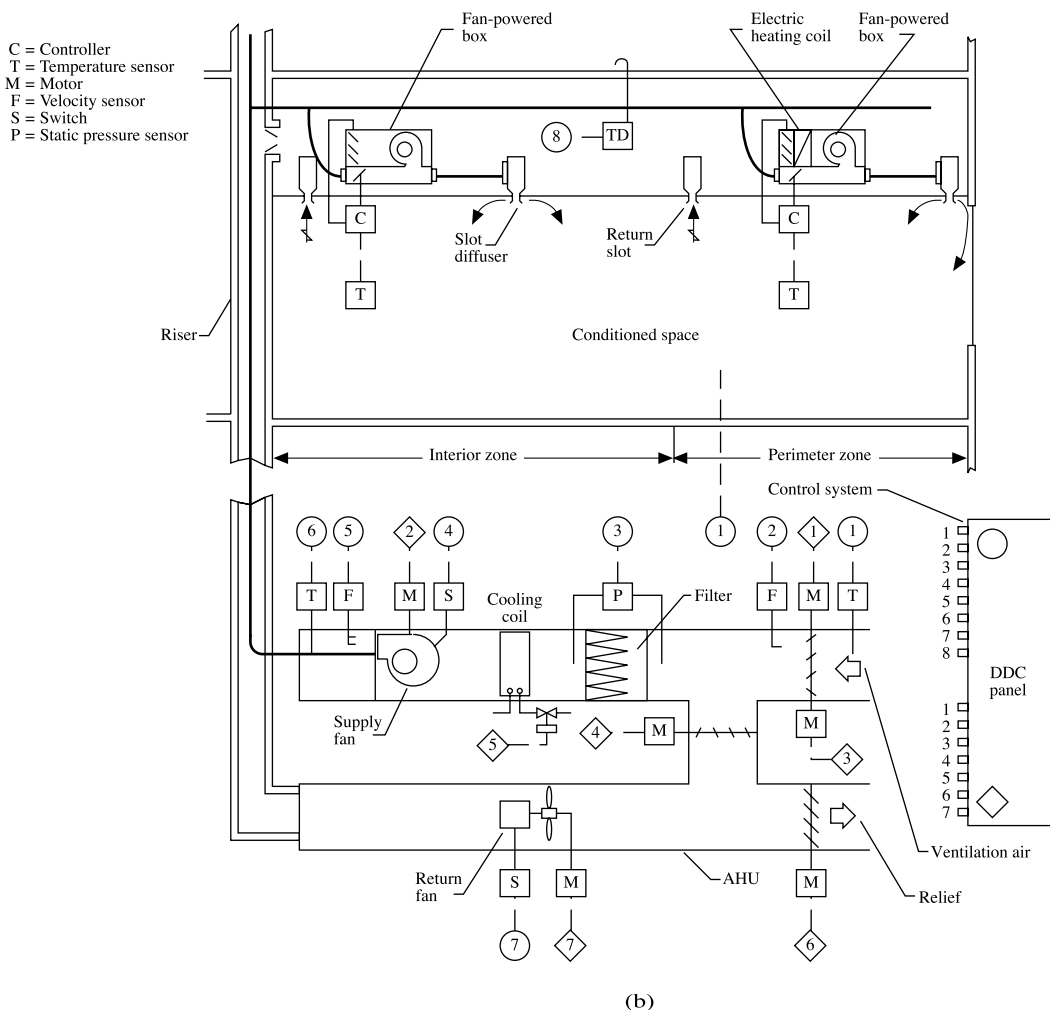 Fan-powered
box
Electric
heating coil
Fan-powered
box
C = Controller
T = Temperature sensor
M = Motor
F = Velocity sensor
S = Switch
P = Static pressure sensor
8
TD
C
C
Slot
diffuser
Return
slot
T
T
Riser
Conditioned space
Interior zone
Perimeter zone
Control system
6
5
2
4
3
1
2
1
1
T
F
M
S
Cooling
coil
P
Filter
F
M
T
1
2
3
4
5
6
7
8
DDC
panel
1
2
3
4
5
6
7
Supply
fan
5
4
M
M
3
Ventilation air
Return
fan
S
M
AHU
M
Relief
7
7
6
(b)